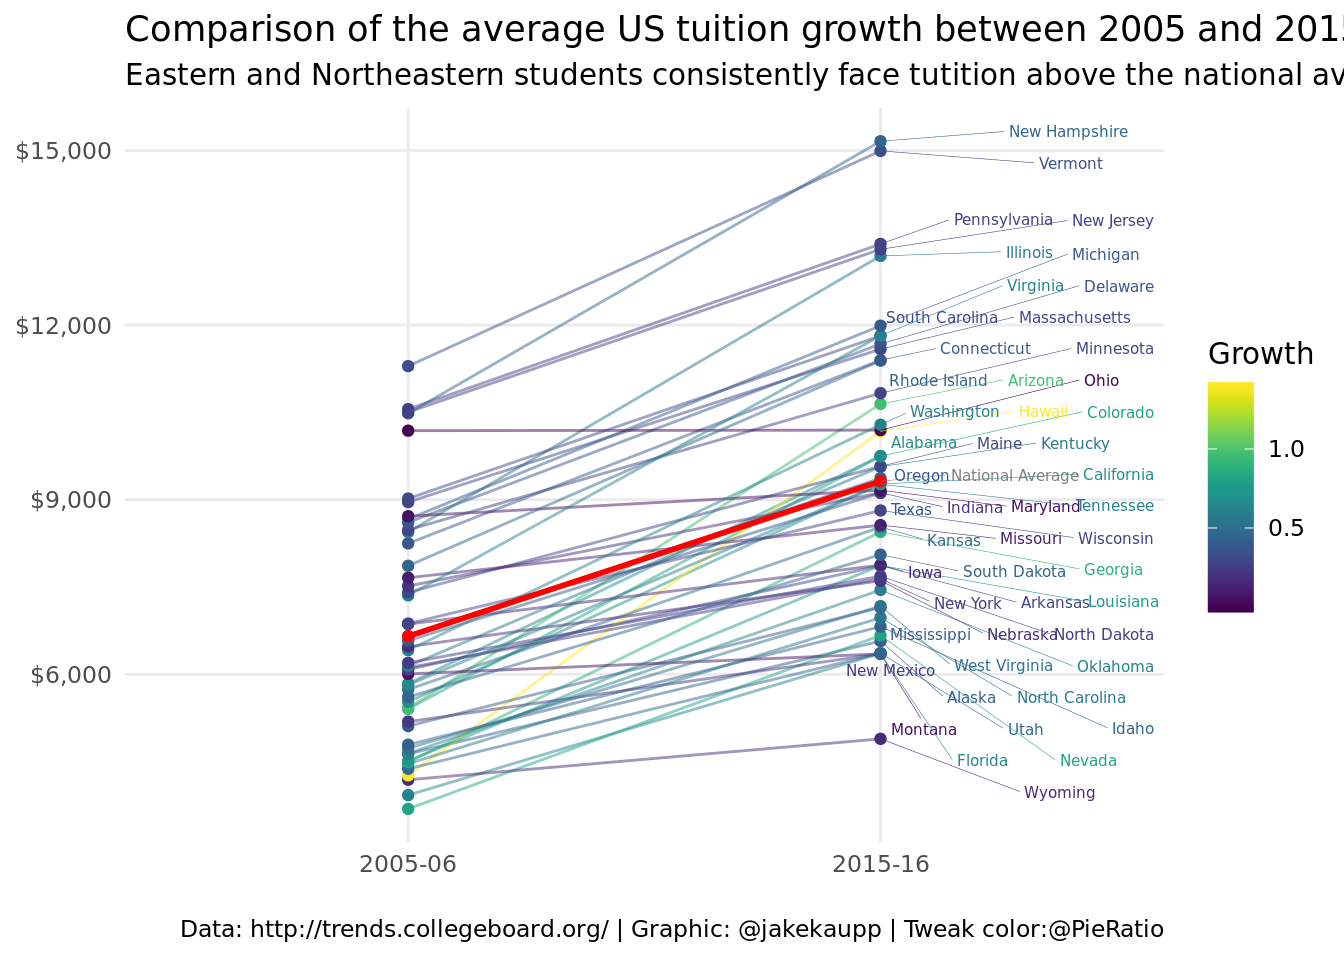 Comparison of the average US tuition growth between 2005 and 201
Eastern and Northeastern students consistently face tutition above the national av
$15,000
$12,000
$9,000
$6,000
New Hampshire
Vermont
Pennsylvania
New Jersey
Illinois
Michigan
Virginia
Delaware
South Carolina
Massachusetts
Connecticut
Minnesota
Rhode Island
Arizona
Ohio
Washington
Hawaii
Colorado
Alabama
Maine
Kentucky
Oregon
National Average
California
Texas
Indiana
Maryland
Tennessee
Kansas
Missouri
Wisconsin
Iowa
South Dakota
Georgia
New York
Arkansas
Louisiana
Mississippi
Nebraska
North Dakota
New Mexico
West Virginia
Oklahoma
Alaska
North Carolina
Montana
Utah
Idaho
Florida
Nevada
Wyoming
2005-06
2015-16
Growth
1.0
0.5
Data: http://trends.collegeboard.org/ | Graphic: @jakekaupp | Tweak color:@PieRatio